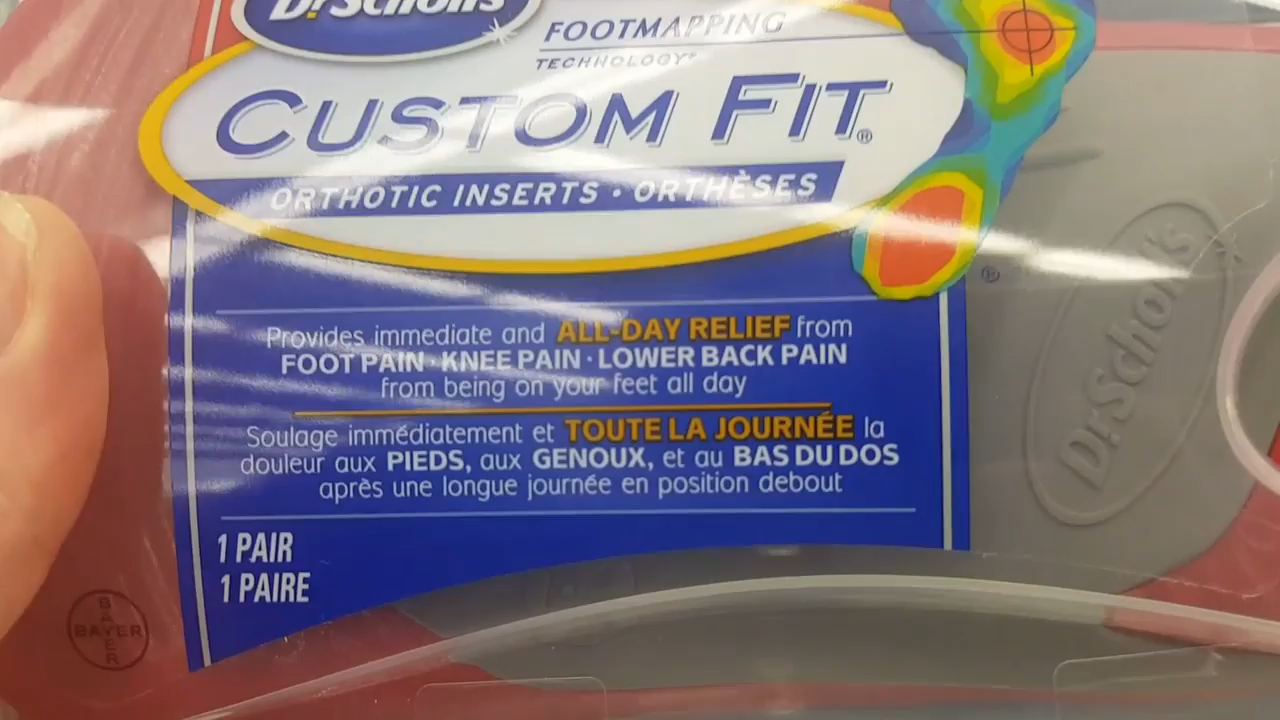 Dr. Scholl's
FOOTMAPPING
TECHNOLOGY®
CUSTOM FIT®
ORTHOTIC INSERTS • ORTHÈSES
®
Provides immediate and ALL-DAY RELIEF from
FOOT PAIN · KNEE PAIN · LOWER BACK PAIN
from being on your feet all day
Soulage immédiatement et TOUTE LA JOURNÉE la
douleur aux PIEDS, aux GENOUX, et au BAS DU DOS
après une longue journée en position debout
1 PAIR
1 PAIRE
BAYER
BAYER
Dr. Scholl's